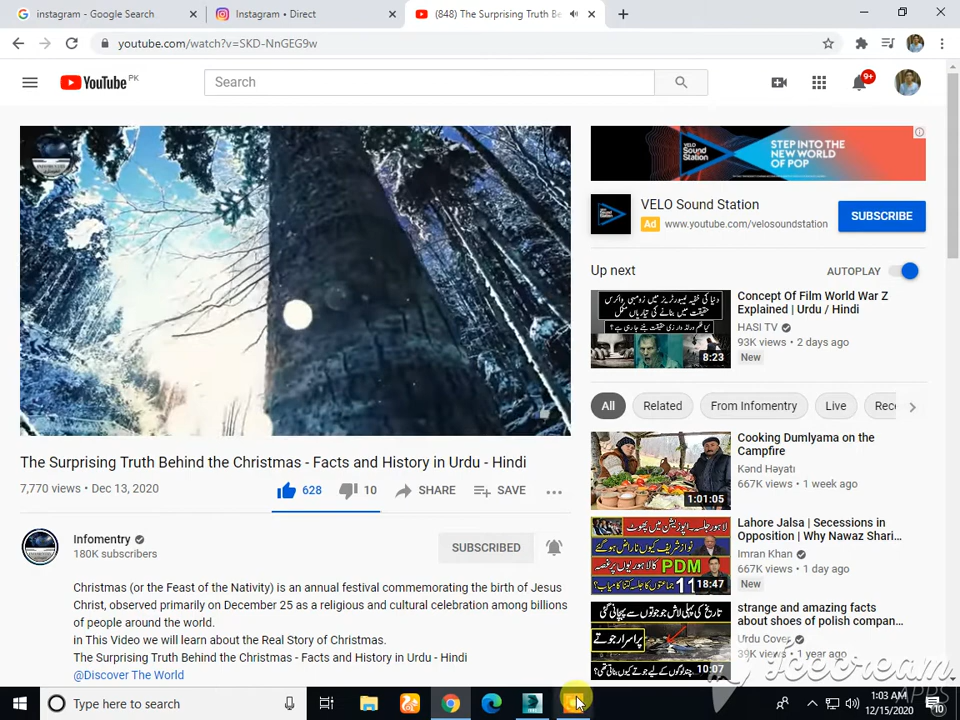 instagram - Google Search
Instagram • Direct
(848) The Surprising Truth Be
youtube.com/watch?v=SKD-NnGEG9w
YouTube PK
Search
9+
VELO Sound Station
STEP INTO THE NEW WORLD OF POP
VELO Sound Station
Ad www.youtube.com/velosoundstation
SUBSCRIBE
Up next
AUTOPLAY
Concept Of Film World War Z
Explained | Urdu / Hindi
HASI TV
93K views • 2 days ago
New
8:23
All
Related
From Infomentry
Live
Rece
Cooking Dumlyama on the
Campfire
Kənd Həyatı
667K views • 1 week ago
1:01:05
Lahore Jalsa | Secessions in
Opposition | Why Nawaz Shari...
Imran Khan
667K views • 1 day ago
New
PDM
18:47
strange and amazing facts
about shoes of polish compan...
Urdu Cover
39K views • 1 year ago
10:07
The Surprising Truth Behind the Christmas - Facts and History in Urdu - Hindi
7,770 views • Dec 13, 2020
628
10
SHARE
SAVE
Infomentry
180K subscribers
SUBSCRIBED
Christmas (or the Feast of the Nativity) is an annual festival commemorating the birth of Jesus
Christ, observed primarily on December 25 as a religious and cultural celebration among billions
of people around the world.
in This Video we will learn about the Real Story of Christmas.
The Surprising Truth Behind the Christmas - Facts and History in Urdu - Hindi
@Discover The World
icecream
APPS
Type here to search
1:03 AM
12/15/2020
10